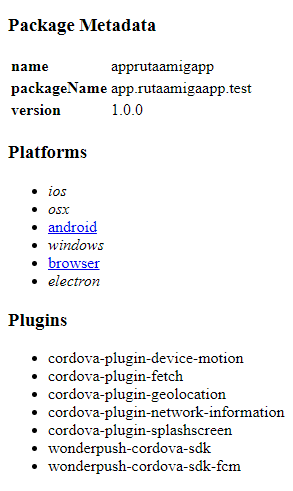 Package Metadata
name apprutaamigapp
packageName app.rutaamigaapp.test
version 1.0.0
Platforms
ios
osx
android
windows
browser
electron
Plugins
cordova-plugin-device-motion
cordova-plugin-fetch
cordova-plugin-geolocation
cordova-plugin-network-information
cordova-plugin-splashscreen
wonderpush-cordova-sdk
wonderpush-cordova-sdk-fcm